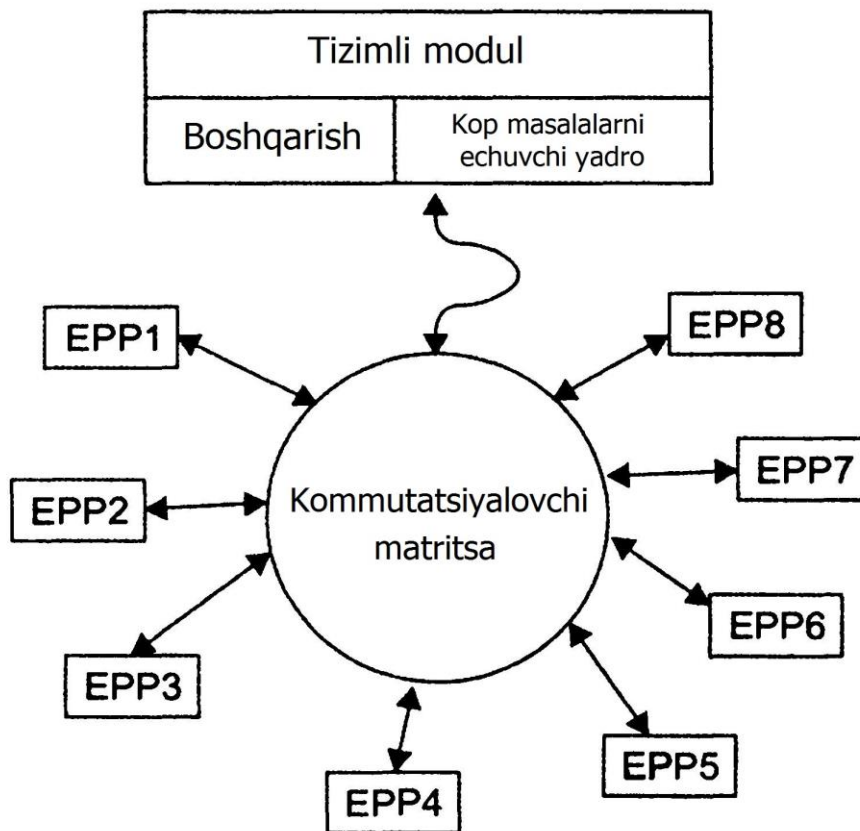 Tizimli modul
Boshqarish
Kop masalalarni
echuvchi yadro
EPP1
EPP8
EPP2
Kommutatsiyalovchi
matritsa
EPP7
EPP3
EPP6
EPP4
EPP5